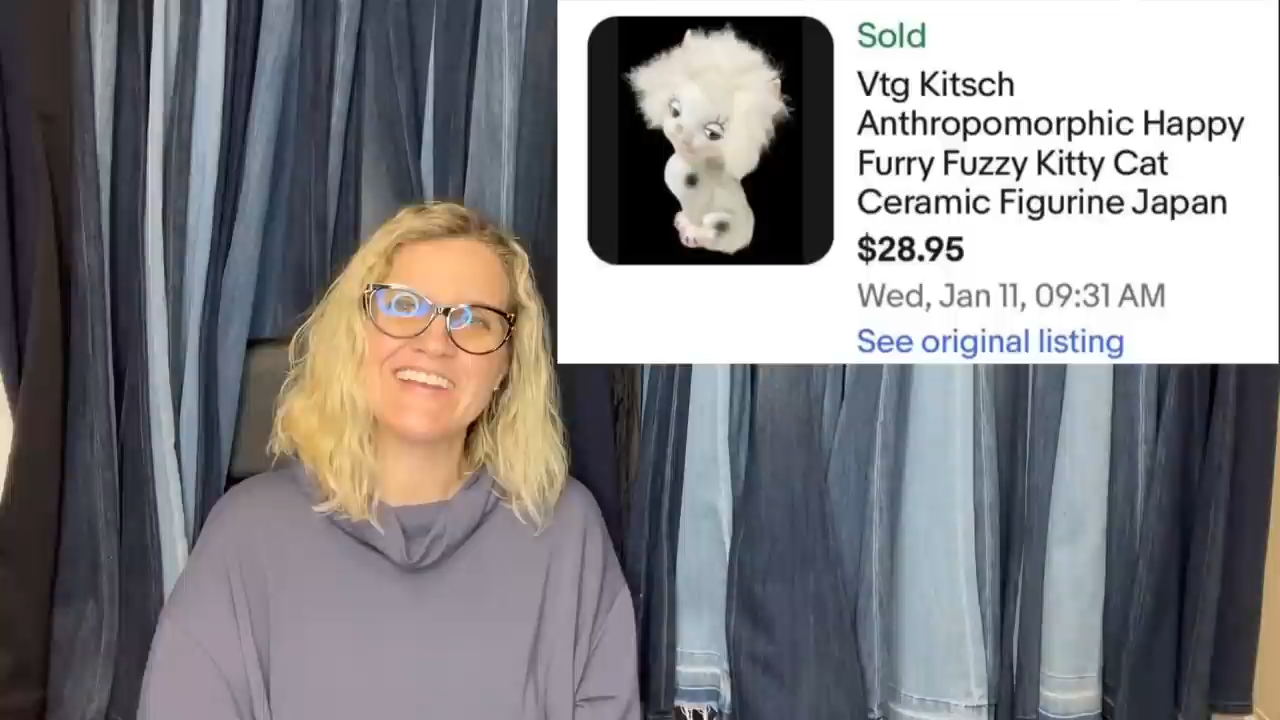 Sold
Vtg Kitsch
Anthropomorphic Happy
Furry Fuzzy Kitty Cat
Ceramic Figurine Japan
$28.95
Wed, Jan 11, 09:31 AM
See original listing